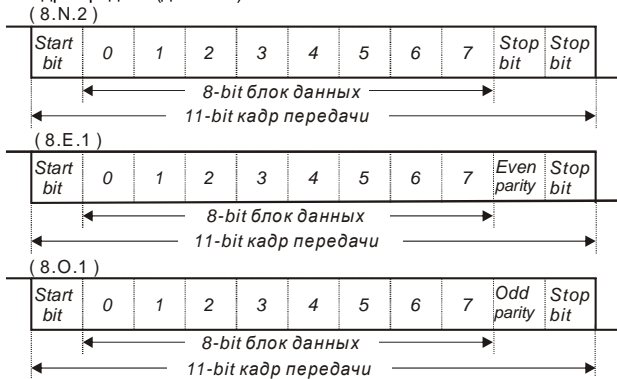 ( 8.N.2 )
Start bit 0 1 2 3 4 5 6 7 Stop bit Stop bit
8-bit блок данных
11-bit кадр передачи
( 8.E.1 )
Start bit 0 1 2 3 4 5 6 7 Even parity Stop bit
8-bit блок данных
11-bit кадр передачи
( 8.O.1 )
Start bit 0 1 2 3 4 5 6 7 Odd parity Stop bit
8-bit блок данных
11-bit кадр передачи